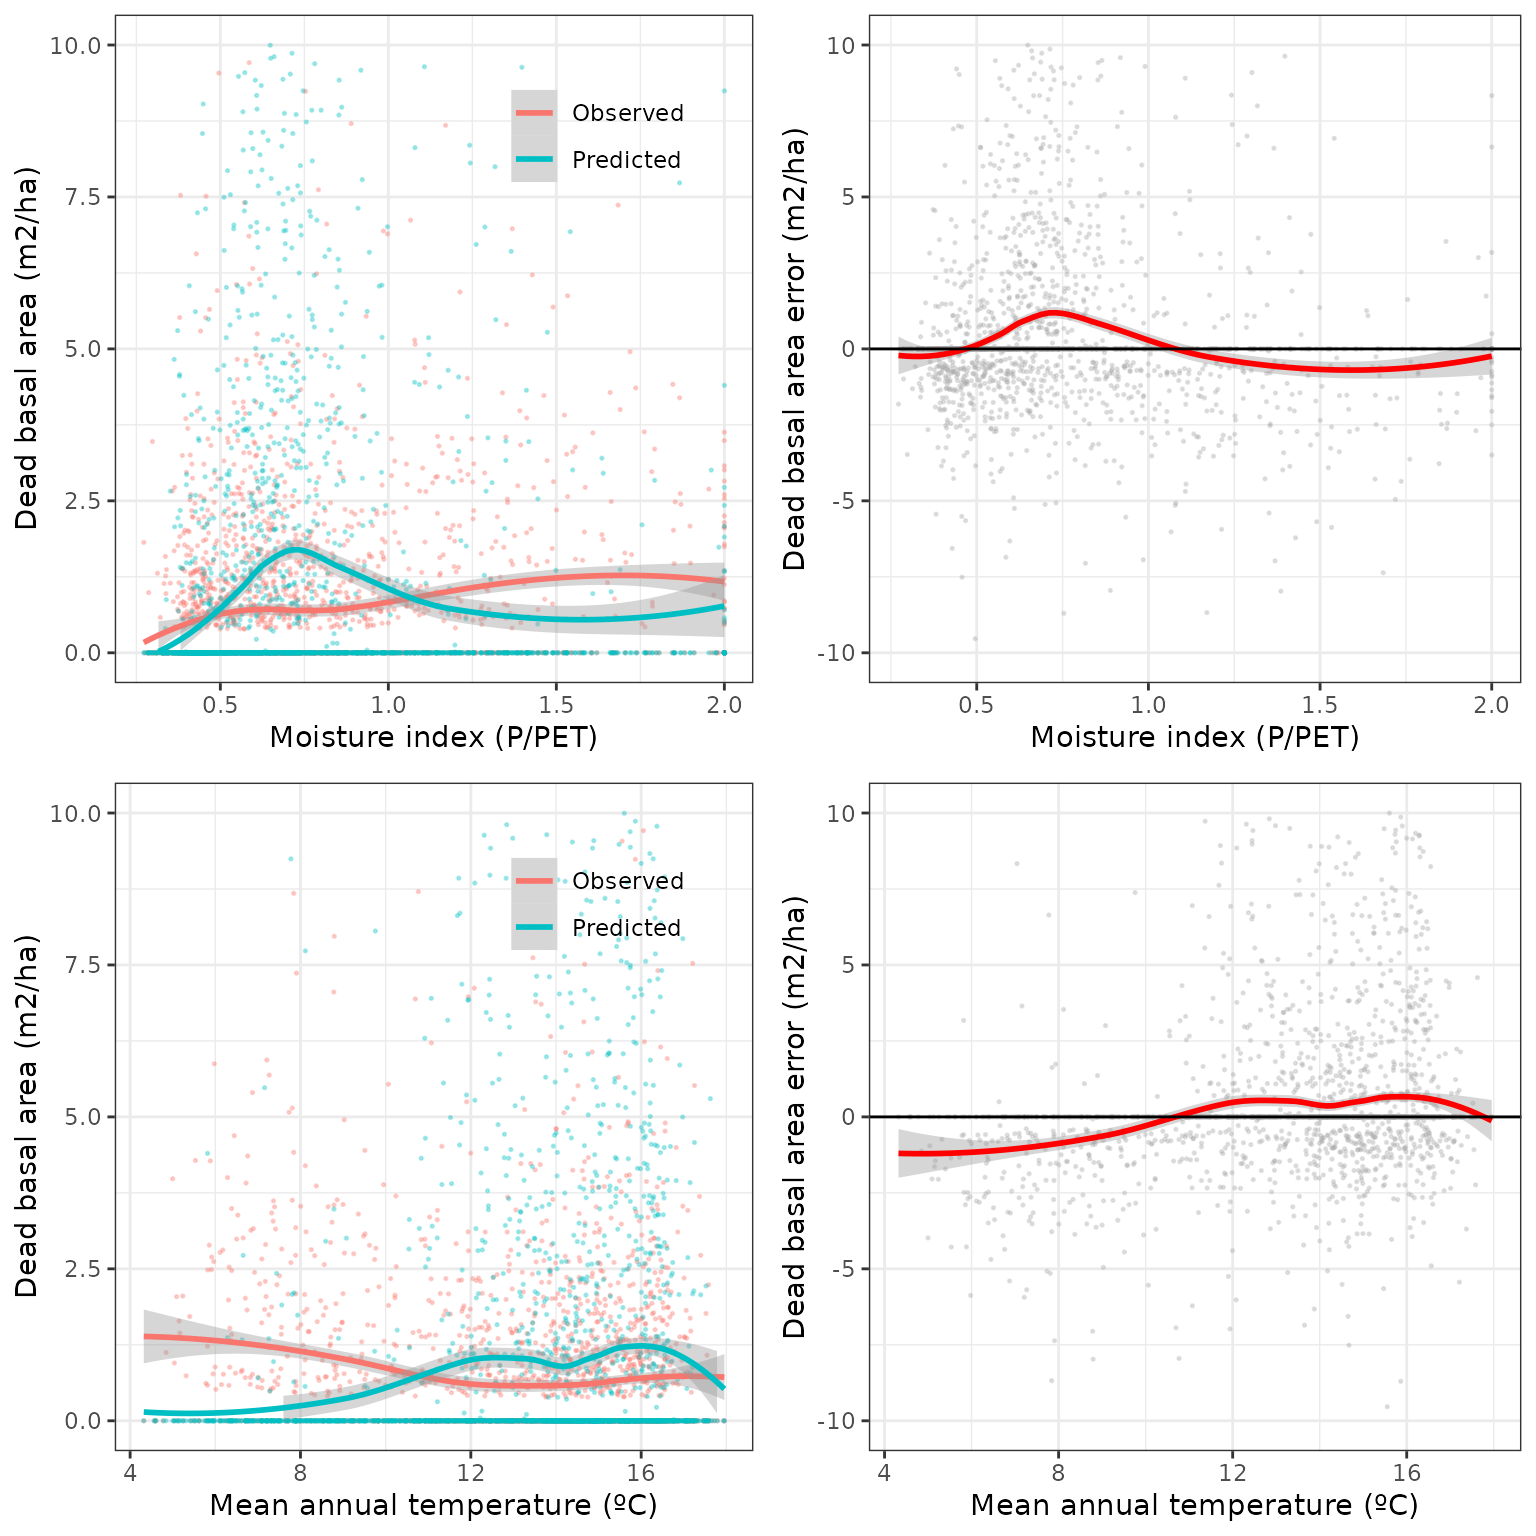 Dead basal area (m2/ha)
10.0
7.5
5.0
2.5
0.0
Observed
Predicted
0.5 1.0 1.5 2.0
Moisture index (P/PET)
Dead basal area error (m2/ha)
10
5
0
-5
-10
0.5 1.0 1.5 2.0
Moisture index (P/PET)
Dead basal area (m2/ha)
10.0
7.5
5.0
2.5
0.0
Observed
Predicted
4 8 12 16
Mean annual temperature (ºC)
Dead basal area error (m2/ha)
10
5
0
-5
-10
4 8 12 16
Mean annual temperature (ºC)